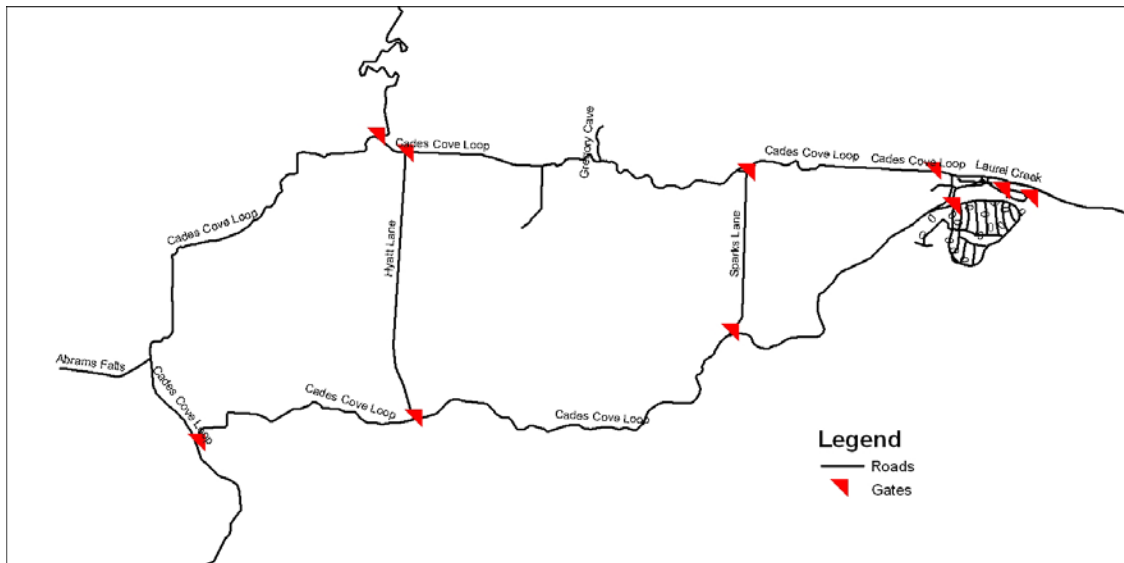 Gregory Cave
Cades Cove Loop
Cades Cove Loop
Cades Cove Loop
Laurel Creek
Cades Cove Loop
Hyatt Lane
Sparks Lane
Abrams Falls
Cades Cove Loop
Cades Cove Loop
Cades Cove Loop
Legend
Roads
Gates